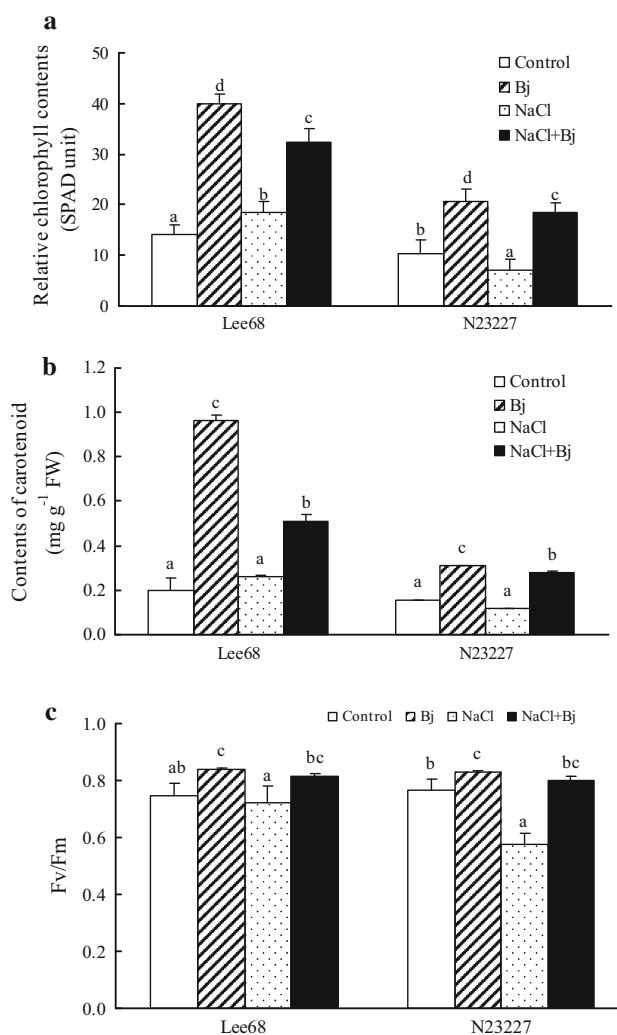 a
Relative chlorophyll contents
(SPAD unit)
50
40
30
20
10
0
Control
Bj
NaCl
NaCl+Bj
a
d
b
c
b
d
a
c
Lee68
N23227
b
Contents of carotenoid
(mg g-1 FW)
1.2
1.0
0.8
0.6
0.4
0.2
0.0
Control
Bj
NaCl
NaCl+Bj
a
c
a
b
a
c
a
b
Lee68
N23227
c
Fv/Fm
1.0
0.8
0.6
0.4
0.2
0.0
Control Bj NaCl NaCl+Bj
ab
c
a
bc
b
c
a
bc
Lee68
N23227